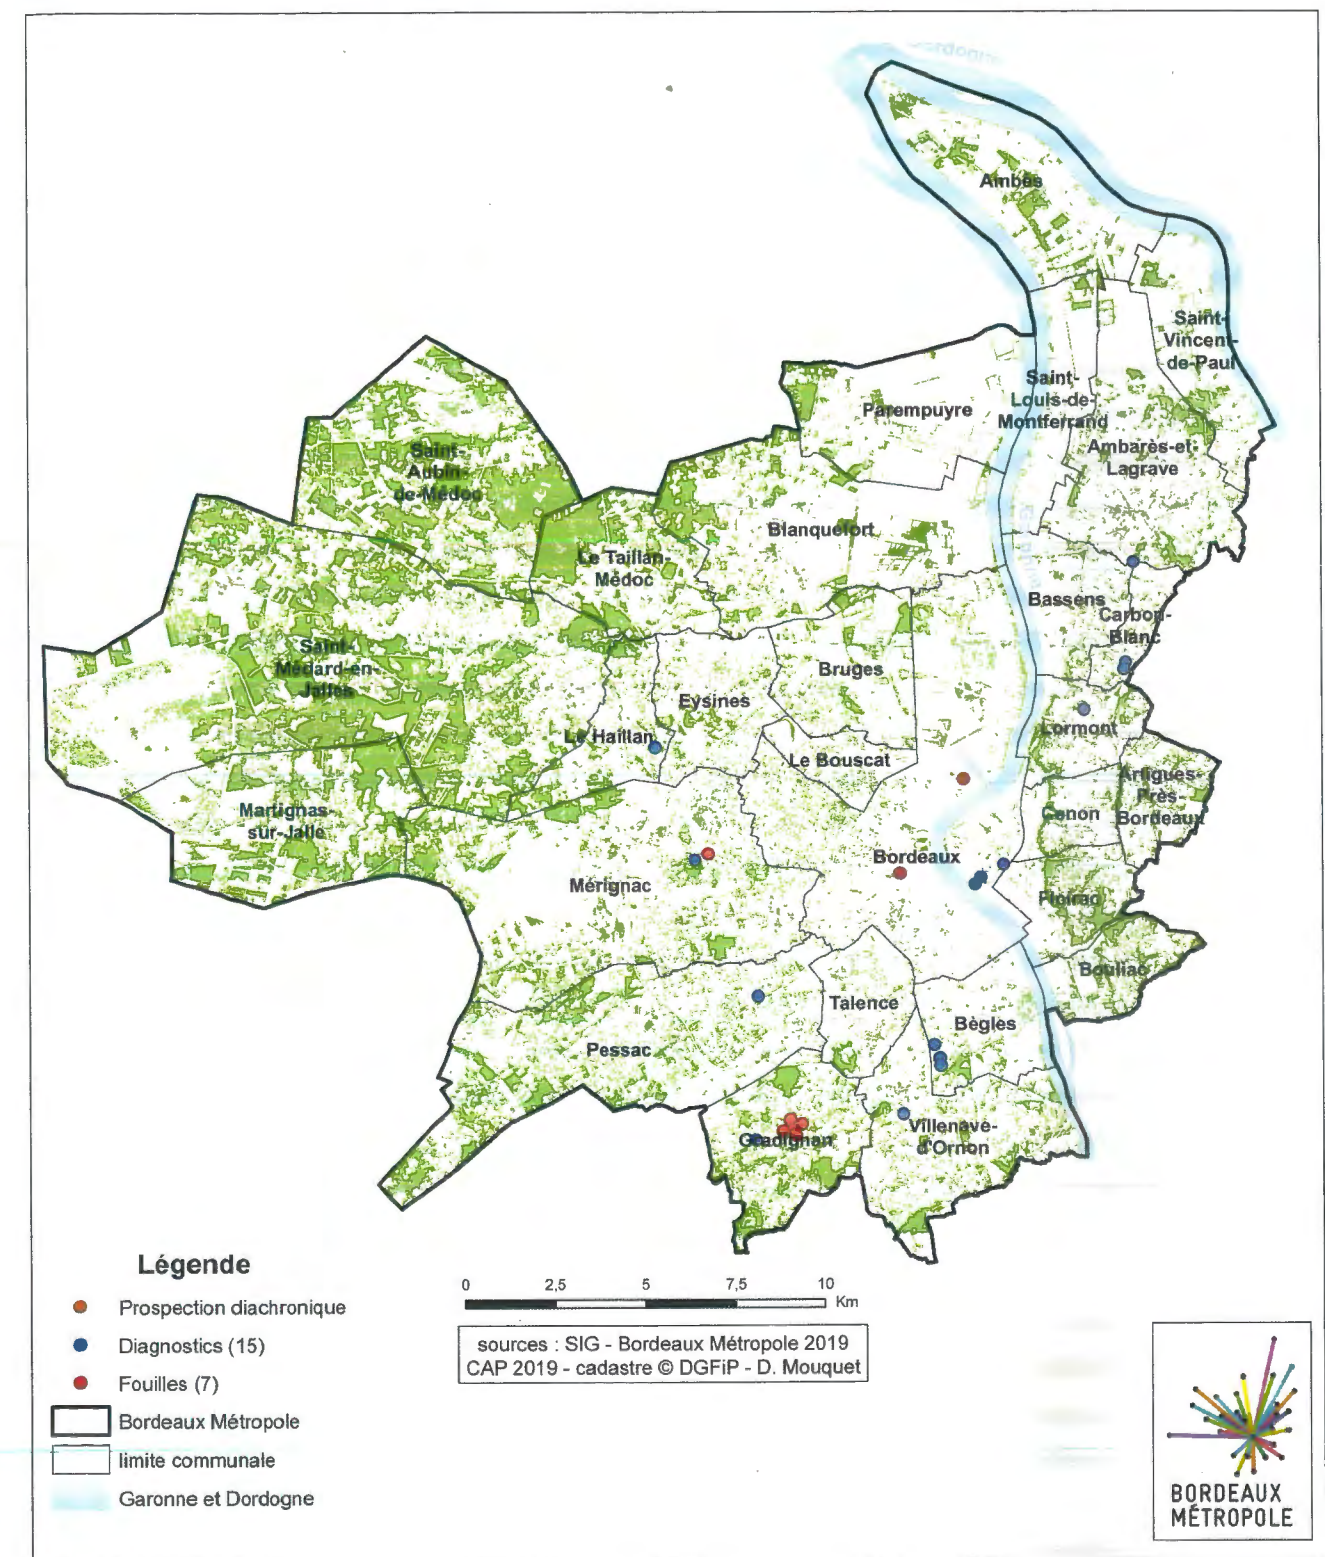 Ambès
Saint-
Vincent-
de-Paul
Saint-
Louis-de-
Montferrand
Parempuyre
Ambarès-et-
Lagrave
Saint-
Aubin-
de-Médoc
Blanquefort
Le Taillan-
Médoc
Bassens
Carbon-
Blanc
Saint-
Médard-en-
Jalles
Bruges
Eysines
Lormont
Le Haillan
Le Bouscat
Artigues-
Près-
Bordeaux
Martignas-
sur-Jalle
Cenon
Bordeaux
Mérignac
Floirac
Bouliac
Talence
Bègles
Pessac
Villenave-
d'Ornon
Gradignan
Légende
Prospection diachronique
Diagnostics (15)
Fouilles (7)
Bordeaux Métropole
limite communale
Garonne et Dordogne
0 2,5 5 7,5 10
Km
sources : SIG - Bordeaux Métropole 2019
CAP 2019 - cadastre © DGFiP - D. Mouquet
BORDEAUX
MÉTROPOLE